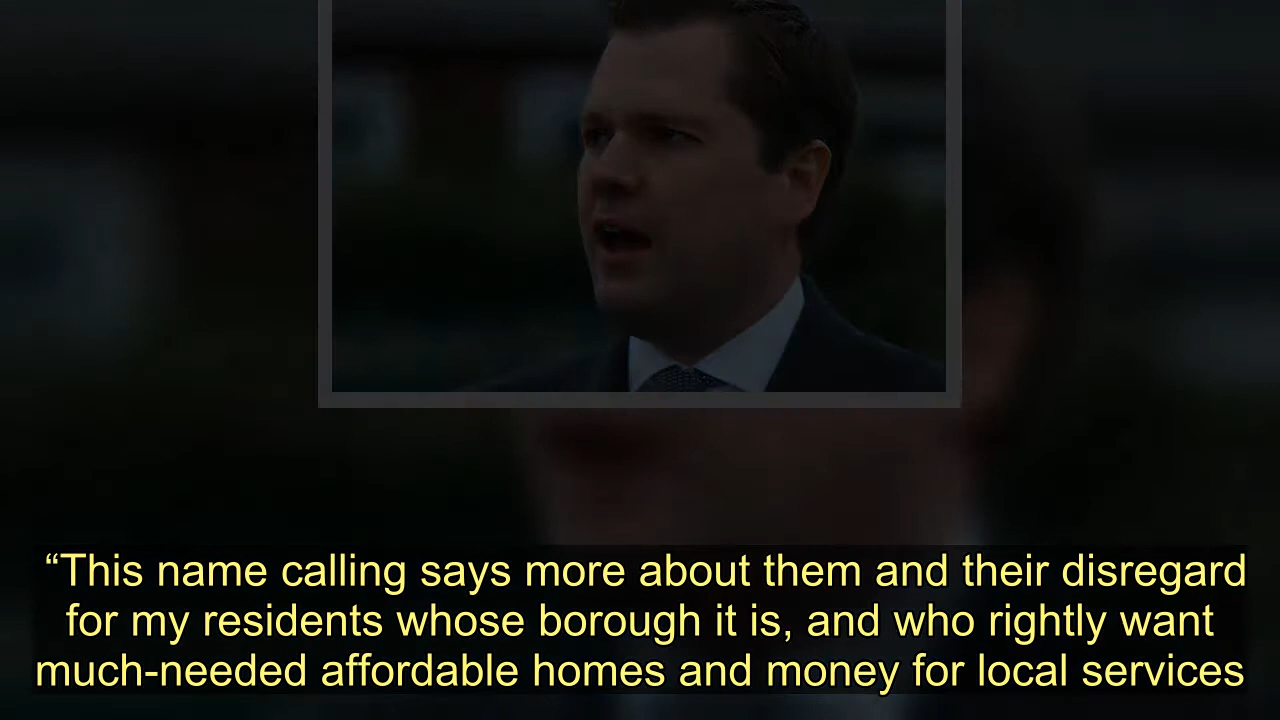 “This name calling says more about them and their disregard
for my residents whose borough it is, and who rightly want
much-needed affordable homes and money for local services